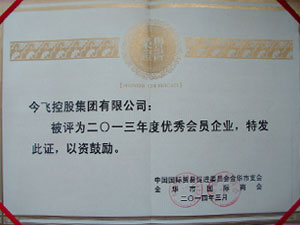 今飞控股集团有限公司：
被评为二〇一三年度优秀会员企业，特发
此证，以资鼓励。
中国国际贸易促进委员会金华市支会
金华市国际商会
二〇一四年三月